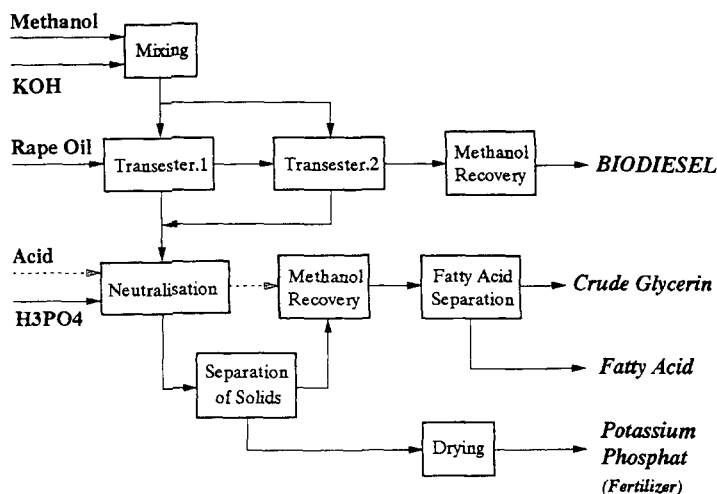 Methanol
Mixing
KOH
Rape Oil
Transester.1
Transester.2
Methanol
Recovery
BIODIESEL
Acid
H3PO4
Neutralisation
Methanol
Recovery
Fatty Acid
Separation
Crude Glycerin
Fatty Acid
Separation
of Solids
Drying
Potassium
Phosphat
(Fertilizer)